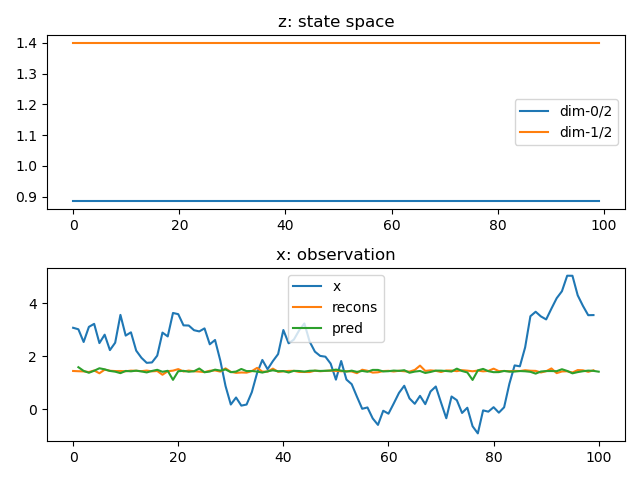 z: state space
1.4
1.3
1.2
1.1
1.0
0.9
dim-0/2
dim-1/2
0 20 40 60 80 100
x: observation
4
2
0
x
recons
pred
0 20 40 60 80 100